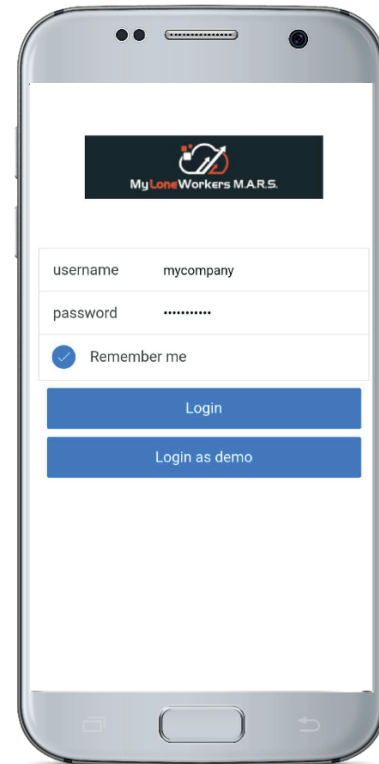 MyLoneWorkers M.A.R.S.
username mycompany
password •••••••••••
Remember me
Login
Login as demo